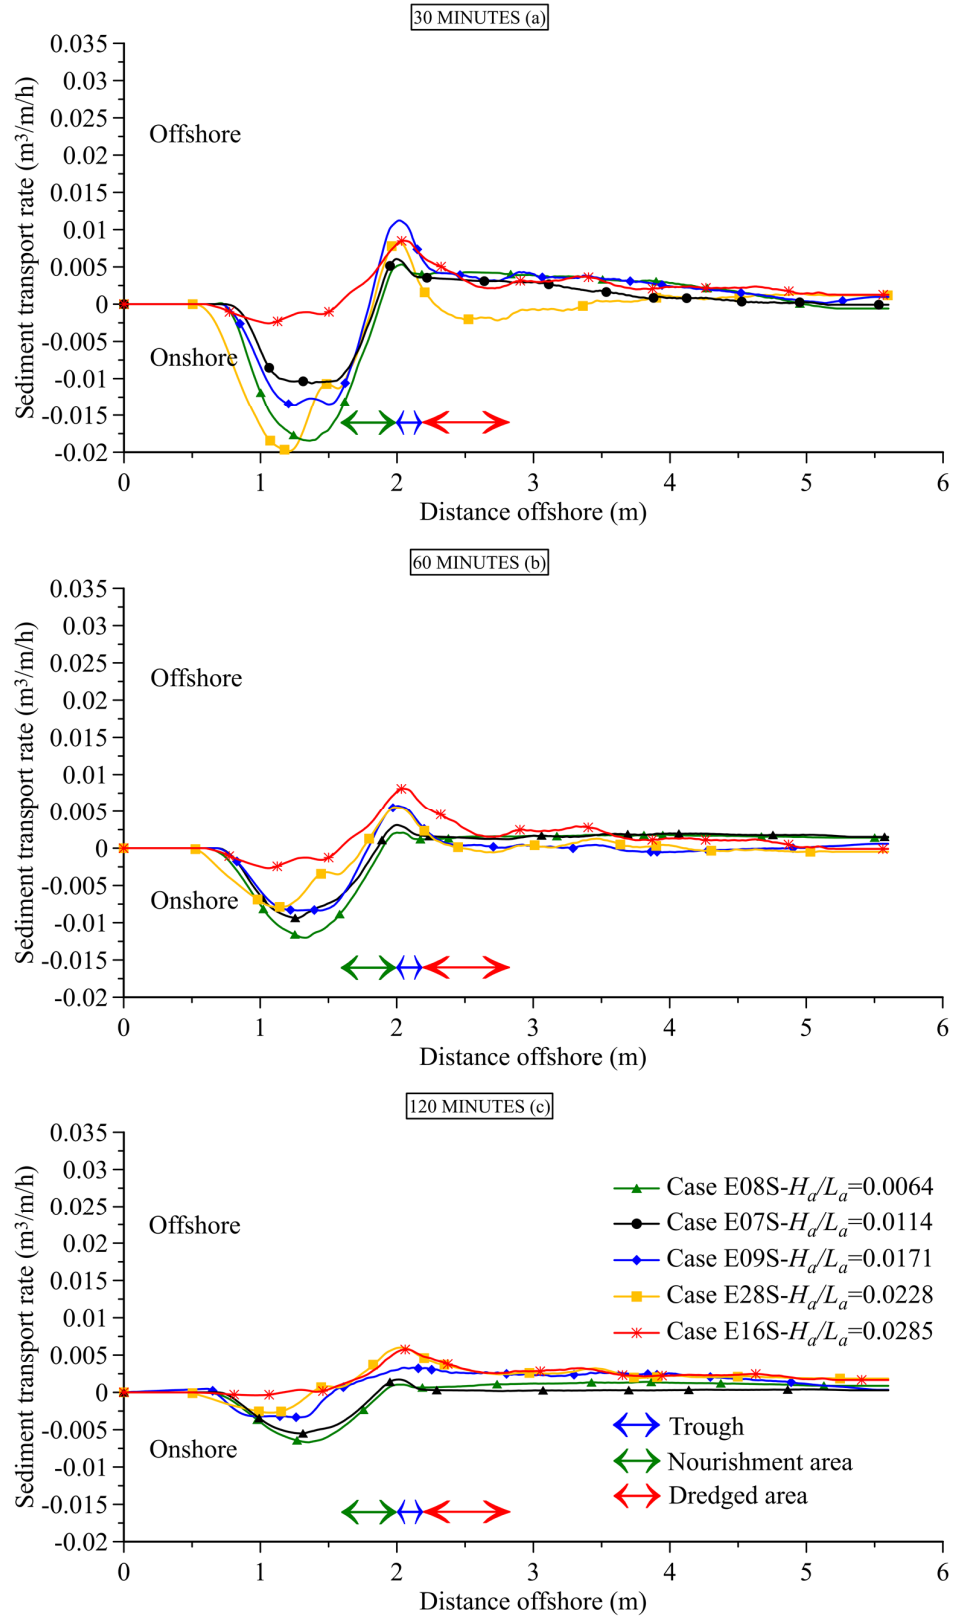 30 MINUTES (a)
0.035
0.03
0.025
0.02
0.015
0.01
0.005
0
-0.005
-0.01
-0.015
-0.02
Sediment transport rate (m³/m/h)
Offshore
Onshore
0 1 2 3 4 5 6
Distance offshore (m)
60 MINUTES (b)
0.035
0.03
0.025
0.02
0.015
0.01
0.005
0
-0.005
-0.01
-0.015
-0.02
Sediment transport rate (m³/m/h)
Offshore
Onshore
0 1 2 3 4 5 6
Distance offshore (m)
120 MINUTES (c)
0.035
0.03
0.025
0.02
0.015
0.01
0.005
0
-0.005
-0.01
-0.015
-0.02
Sediment transport rate (m³/m/h)
Offshore
Onshore
Case E08S-Hₐ/Lₐ=0.0064
Case E07S-Hₐ/Lₐ=0.0114
Case E09S-Hₐ/Lₐ=0.0171
Case E28S-Hₐ/Lₐ=0.0228
Case E16S-Hₐ/Lₐ=0.0285
Trough
Nourishment area
Dredged area
0 1 2 3 4 5 6
Distance offshore (m)